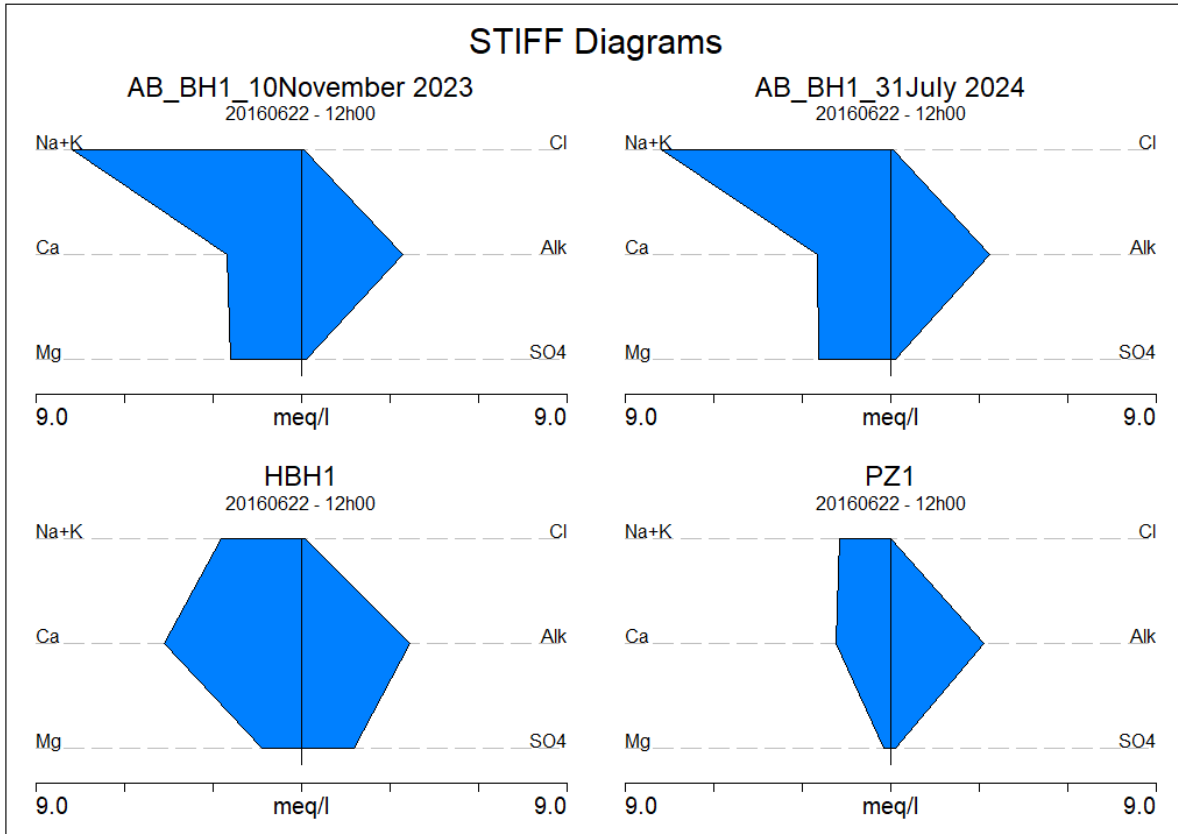 STIFF Diagrams
AB_BH1_10November 2023
20160622 - 12h00
Na+K
Cl
Ca
Alk
Mg
SO4
9.0
meq/l
9.0
AB_BH1_31July 2024
20160622 - 12h00
Na+K
Cl
Ca
Alk
Mg
SO4
9.0
meq/l
9.0
HBH1
20160622 - 12h00
Na+K
Cl
Ca
Alk
Mg
SO4
9.0
meq/l
9.0
PZ1
20160622 - 12h00
Na+K
Cl
Ca
Alk
Mg
SO4
9.0
meq/l
9.0